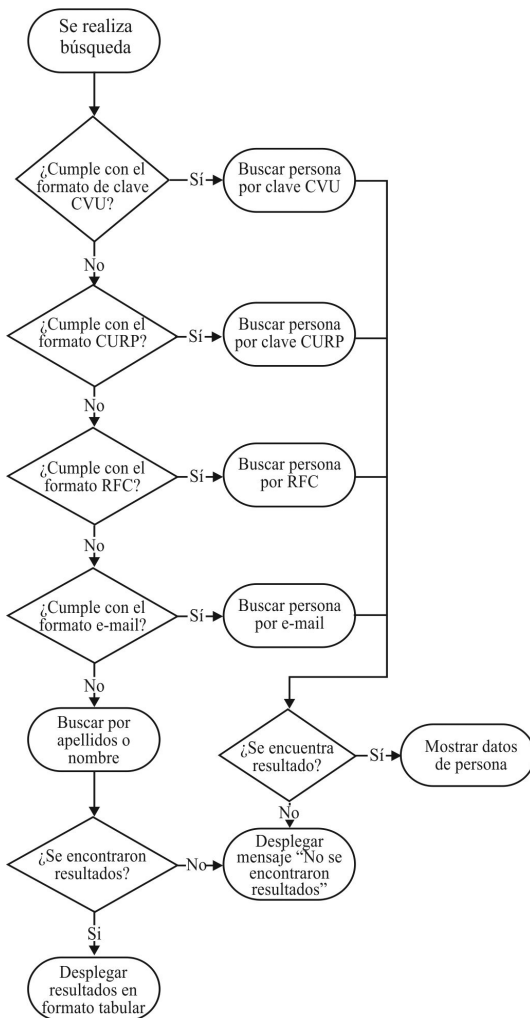 Se realiza
búsqueda
¿Cumple con el
formato de clave
CVU?
Sí
Buscar persona
por clave CVU
No
¿Cumple con el
formato CURP?
Sí
Buscar persona
por clave CURP
No
¿Cumple con el
formato RFC?
Sí
Buscar persona
por RFC
No
¿Cumple con el
formato e-mail?
Sí
Buscar persona
por e-mail
No
Buscar por
apellidos o
nombre
¿Se encuentra
resultado?
Sí
Mostrar datos
de persona
No
¿Se encontraron
resultados?
No
Desplegar
mensaje “No se
encontraron
resultados”
Si
Desplegar
resultados en
formato tabular